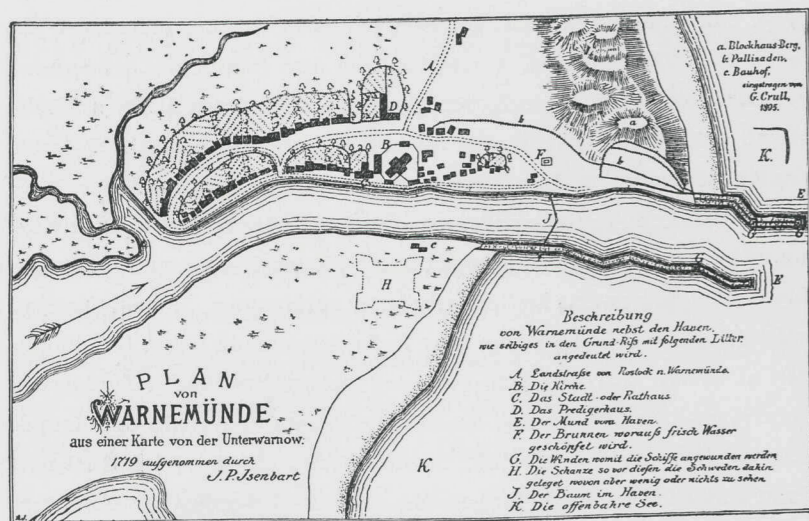 a. Blockhaus-Berg,
b. Pallisaden,
c. Bauhof,
eingetragen von
G. Crull,
1895.
A
D
B
F
b
a
b
K.
E
G
G
J
c
H
G
E
K
PLAN
von
WARNEMÜNDE
aus einer Karte von der Unterwarnow.
1719 aufgenommen durch
J. P. Jsenbart
Beschreibung
von Warnemünde nebst den Haven,
wie selbiges in den Grund-Riß mit folgenden Litter.
angedeutet wird.
A. Landstraße von Rostock n. Warnemünde.
B. Die Kirche.
C. Das Stadt- oder Rathaus
D. Das Predigerhaus.
E. Der Mund vom Haven.
F. Der Brunnen worauß frisch Wasser
geschöpfet wird.
G. Die Winden womit die Schiffe angewunden werden
H. Die Schanze so vor diesen die Schweden dahin
geleget wovon aber wenig oder nichts zu sehen
J. Der Baum im Haven.
K. Die offenbahre See.